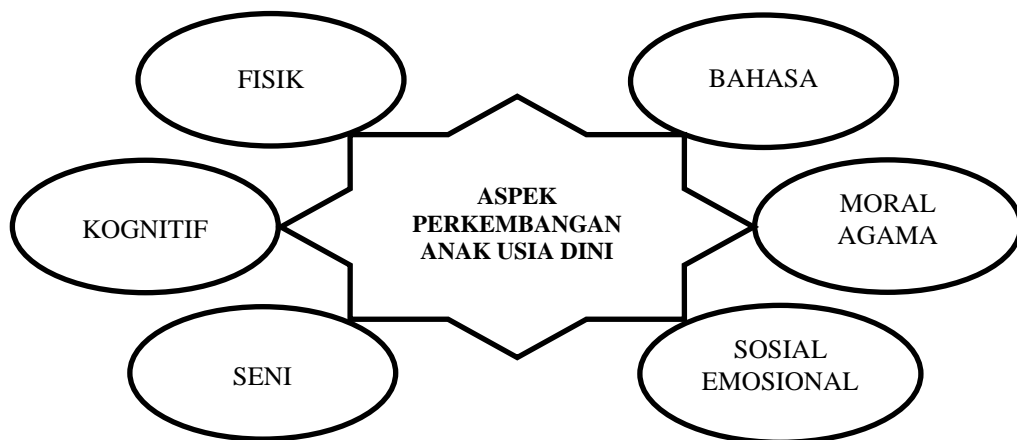 FISIK
BAHASA
KOGNITIF
ASPEK
PERKEMBANGAN
ANAK USIA DINI
MORAL
AGAMA
SENI
SOSIAL
EMOSIONAL